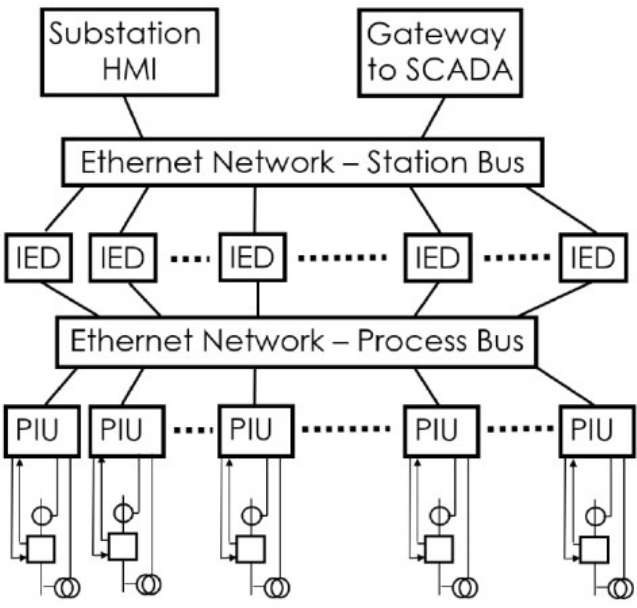 Substation
HMI
Gateway
to SCADA
Ethernet Network – Station Bus
IED
IED
IED
IED
IED
Ethernet Network – Process Bus
PIU
PIU
PIU
PIU
PIU